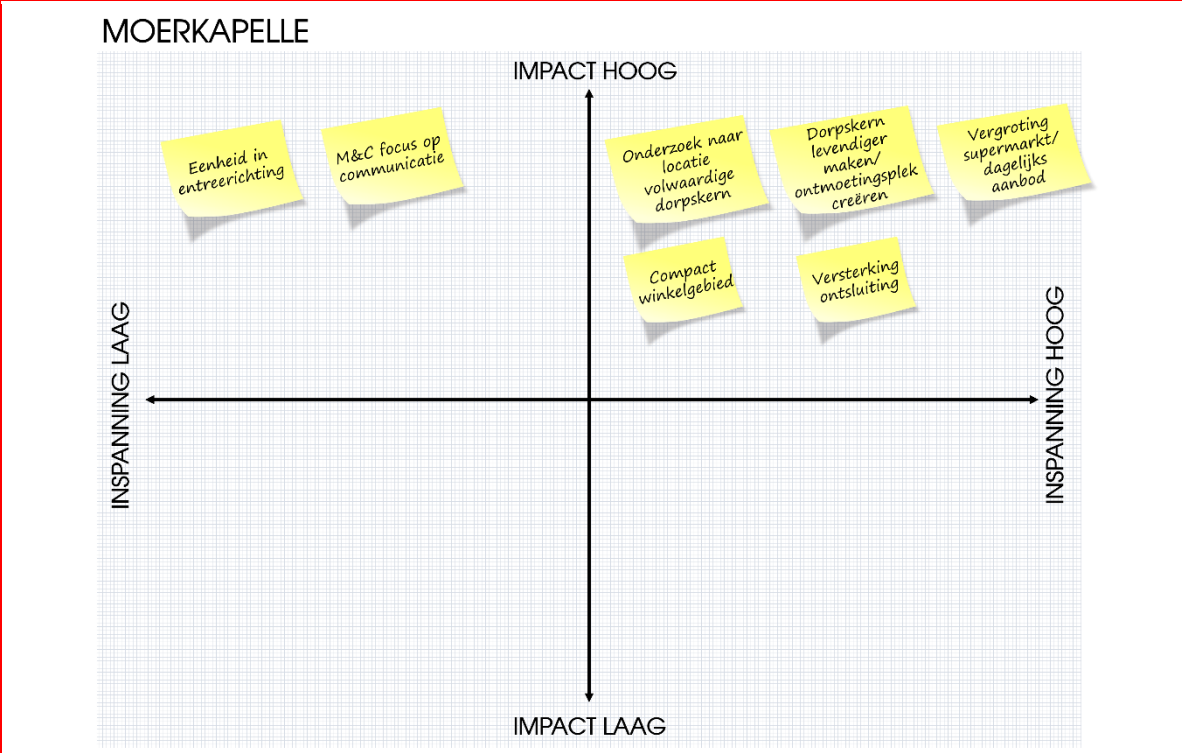 MOERKAPELLE
IMPACT HOOG
Eenheid in
entreerichting
M&C focus op
communicatie
Onderzoek naar
locatie
volwaardige
dorpskern
Dorpskern
levendiger
maken/
ontmoetingsplek
creëren
Vergroting
supermarkt/
dagelijks
aanbod
Compact
winkelgebied
Versterking
ontsluiting
INSPANNING LAAG
INSPANNING HOOG
IMPACT LAAG